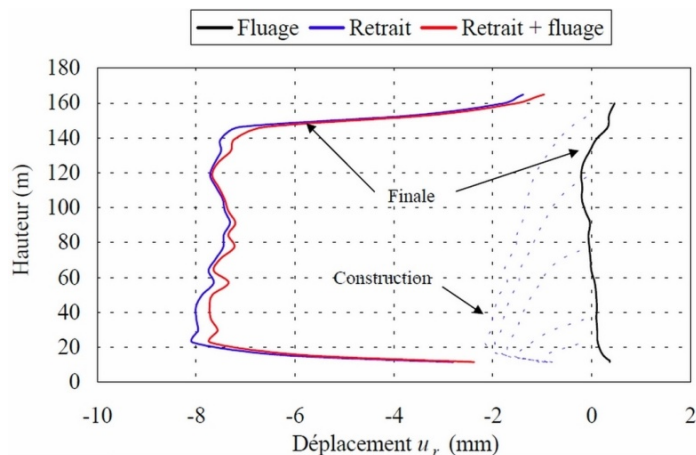 Fluage Retrait Retrait + fluage
180
160
140
120
100
80
60
40
20
0
Hauteur (m)
Finale
Construction
-10 -8 -6 -4 -2 0 2
Déplacement u_r (mm)